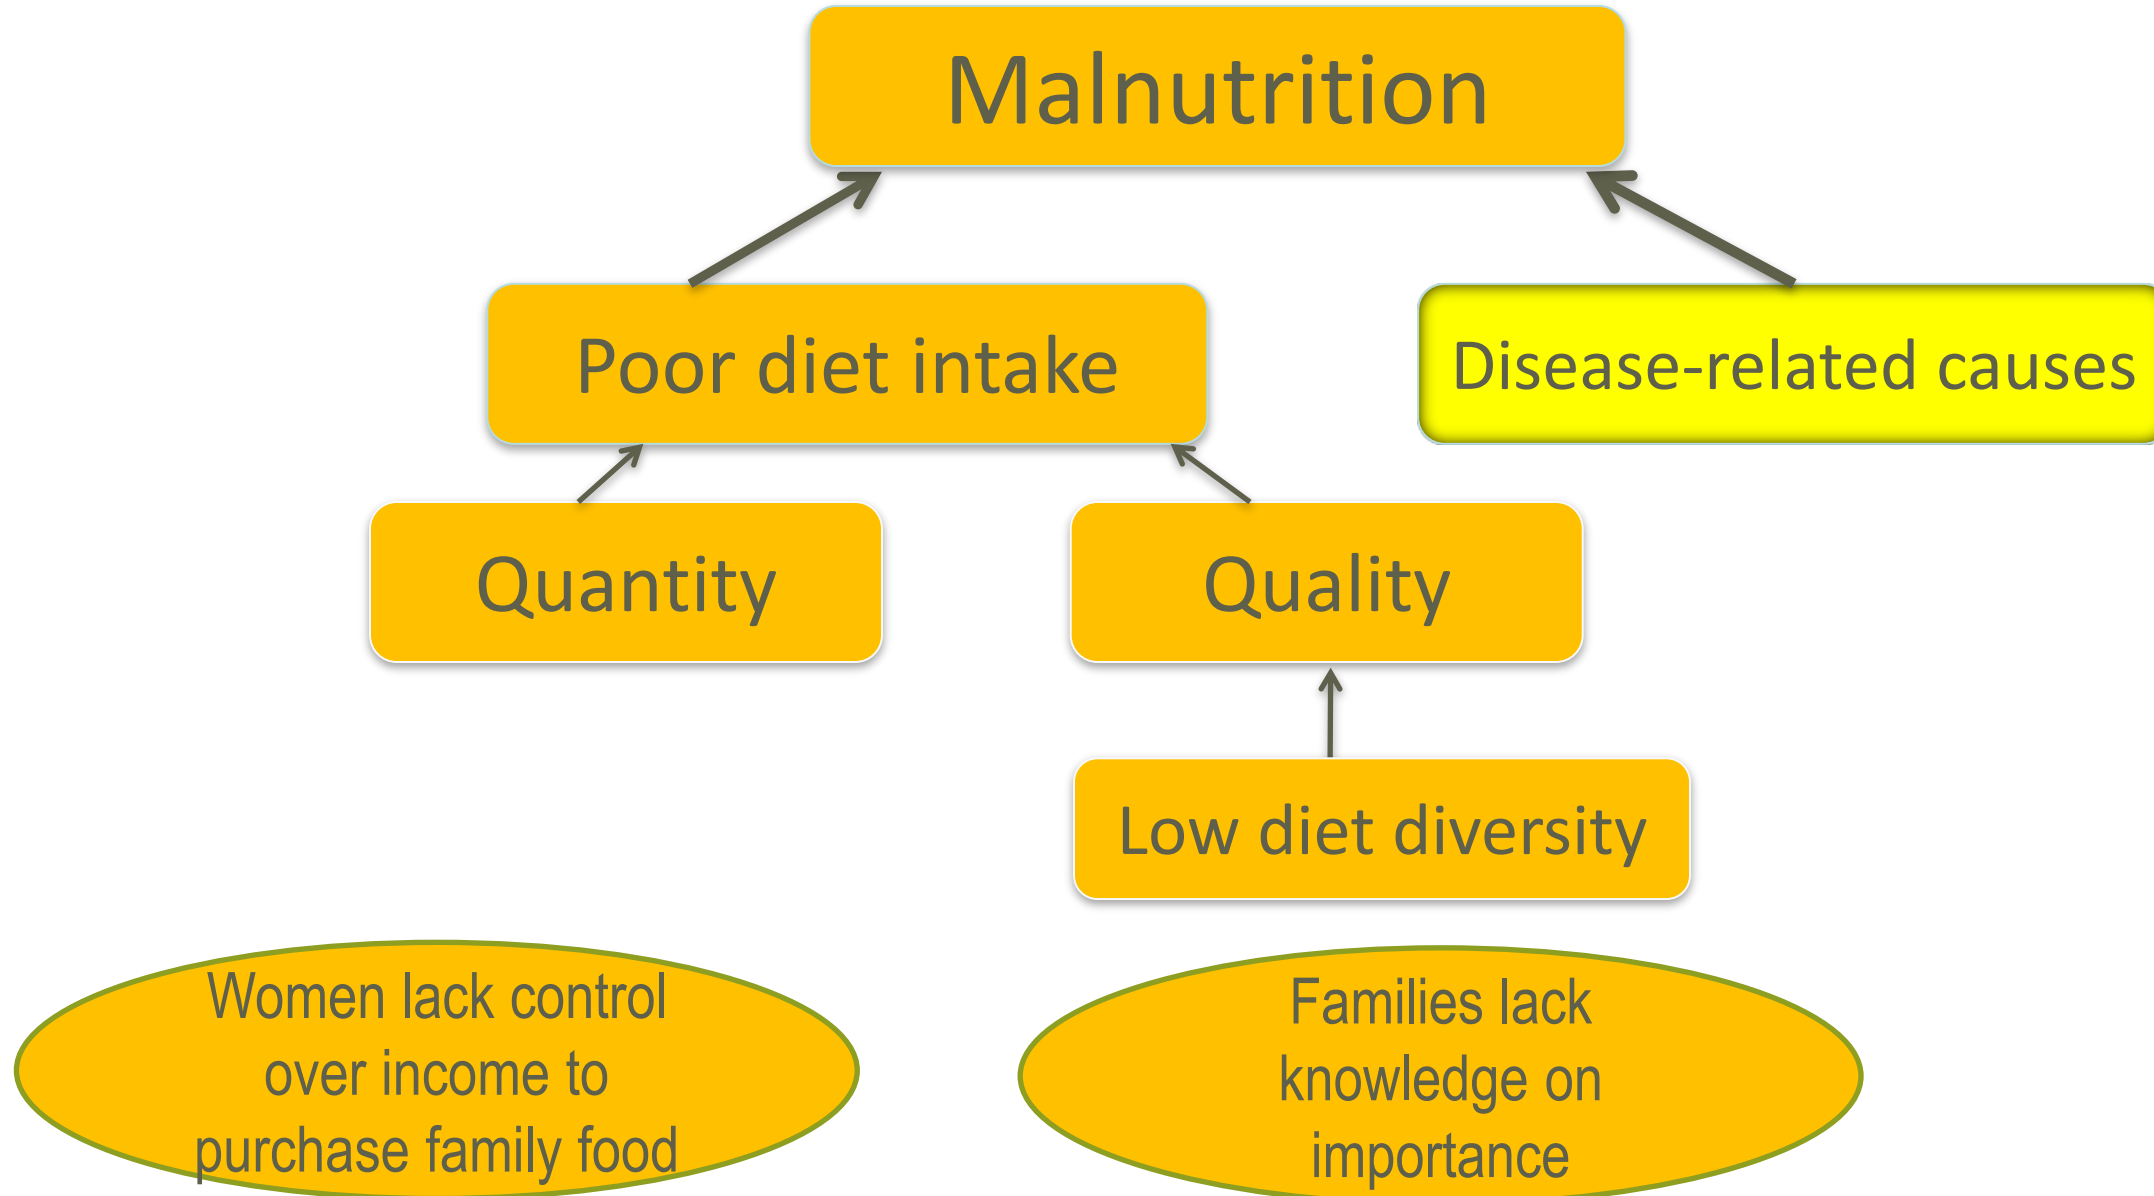 Malnutrition
Poor diet intake
Disease-related causes
Quantity
Quality
Low diet diversity
Women lack control
over income to
purchase family food
Families lack
knowledge on
importance